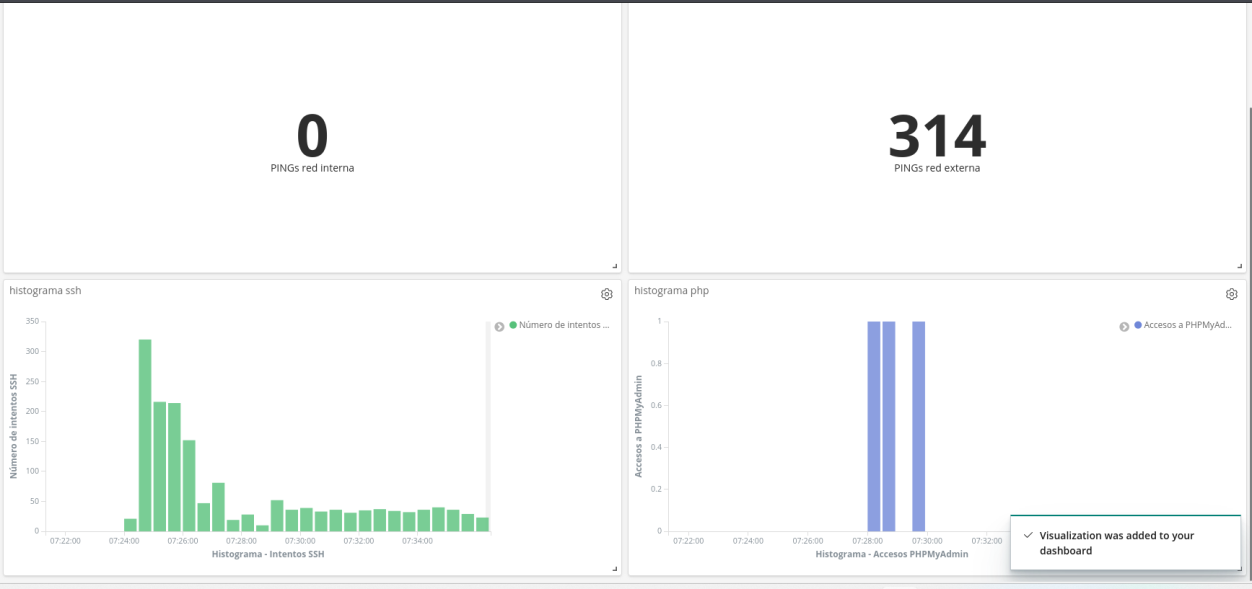 0
PINGs red interna
314
PINGs red externa
histograma ssh
350
300
250
200
150
100
50
0
Número de intentos SSH
07:22:00 07:24:00 07:26:00 07:28:00 07:30:00 07:32:00 07:34:00
Histograma - Intentos SSH
Número de intentos ...
histograma php
1
0.8
0.6
0.4
0.2
0
Accesos a PHPMyAdmin
07:22:00 07:24:00 07:26:00 07:28:00 07:30:00 07:32:00
Histograma - Accesos PHPMyAdmin
Accesos a PHPMyAd...
Visualization was added to your
dashboard